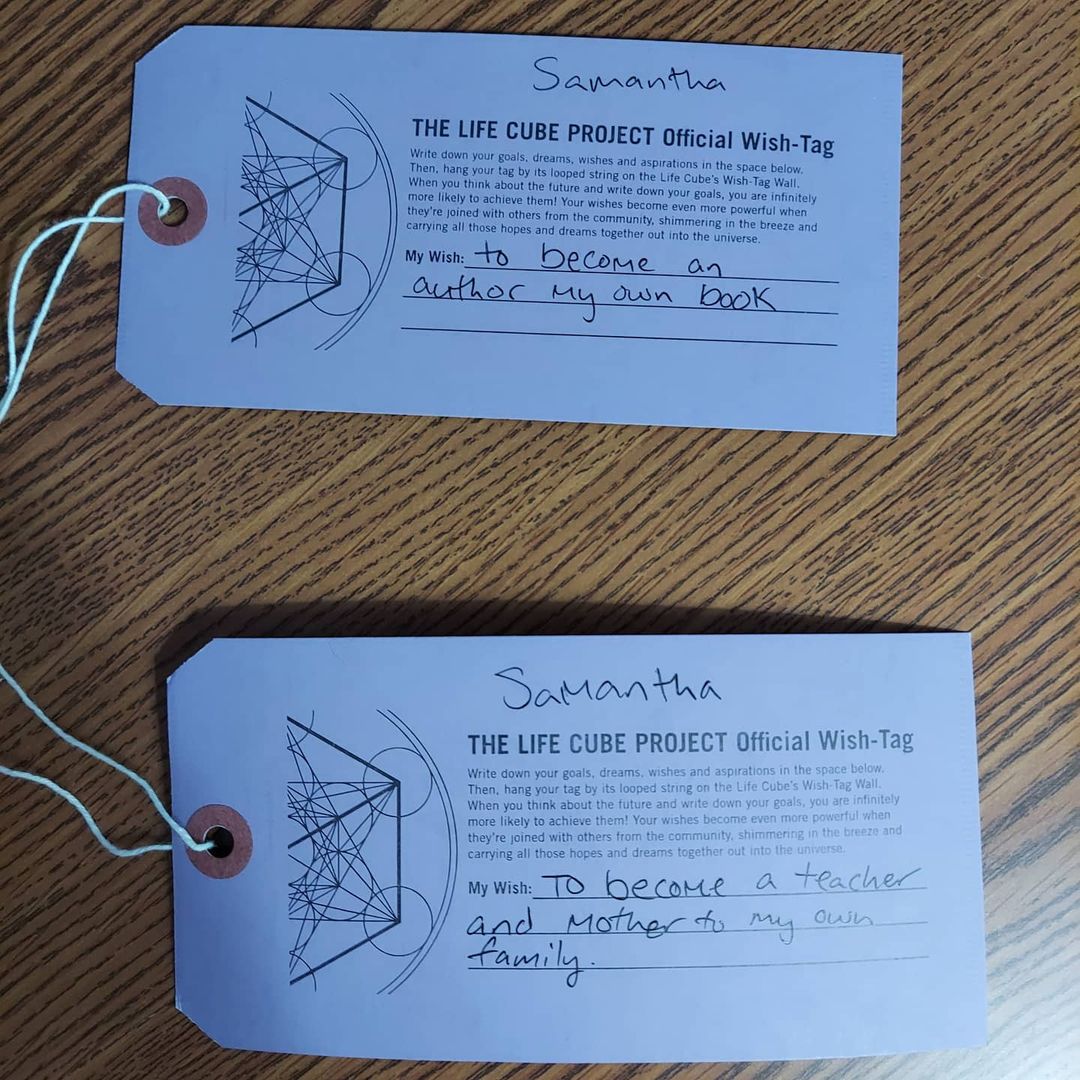 Samantha
THE LIFE CUBE PROJECT Official Wish-Tag
Write down your goals, dreams, wishes and aspirations in the space below.
Then, hang your tag by its looped string on the Life Cube's Wish-Tag Wall.
When you think about the future and write down your goals, you are infinitely
more likely to achieve them! Your wishes become even more powerful when
they're joined with others from the community, shimmering in the breeze and
carrying all those hopes and dreams together out into the universe.
My Wish: to become an
author my own book
Samantha
THE LIFE CUBE PROJECT Official Wish-Tag
Write down your goals, dreams, wishes and aspirations in the space below.
Then, hang your tag by its looped string on the Life Cube's Wish-Tag Wall.
When you think about the future and write down your goals, you are infinitely
more likely to achieve them! Your wishes become even more powerful when
they're joined with others from the community, shimmering in the breeze and
carrying all those hopes and dreams together out into the universe.
My Wish: To become a teacher
and mother to my own
family.